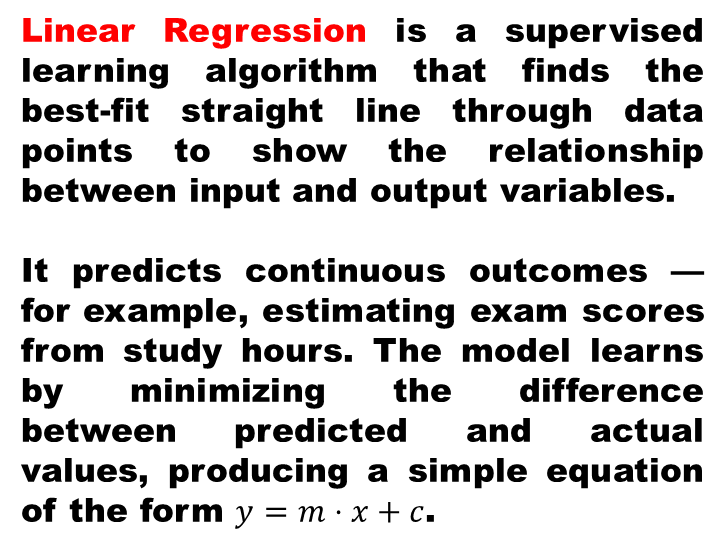 Linear Regression is a supervised
learning algorithm that finds the
best-fit straight line through data
points to show the relationship
between input and output variables.
It predicts continuous outcomes —
for example, estimating exam scores
from study hours. The model learns
by minimizing the difference
between predicted and actual
values, producing a simple equation
of the form 𝑦 = 𝑚 · 𝑥 + 𝑐.